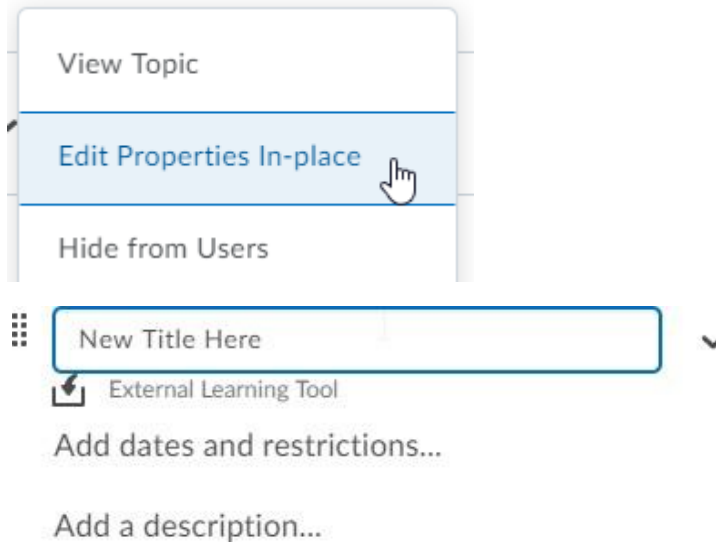 View Topic
Edit Properties In-place
Hide from Users
New Title Here
External Learning Tool
Add dates and restrictions...
Add a description...